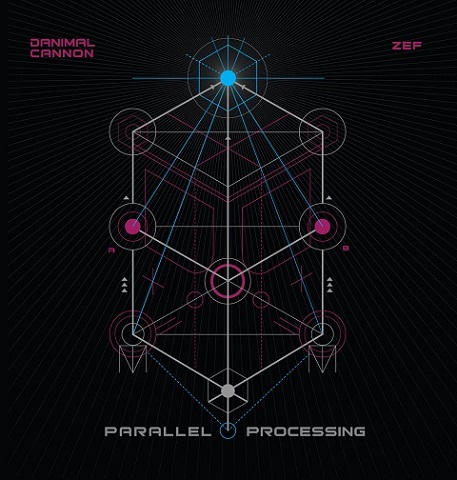 DANIMAL
CANNON
ZEF
A
B
PARALLEL PROCESSING